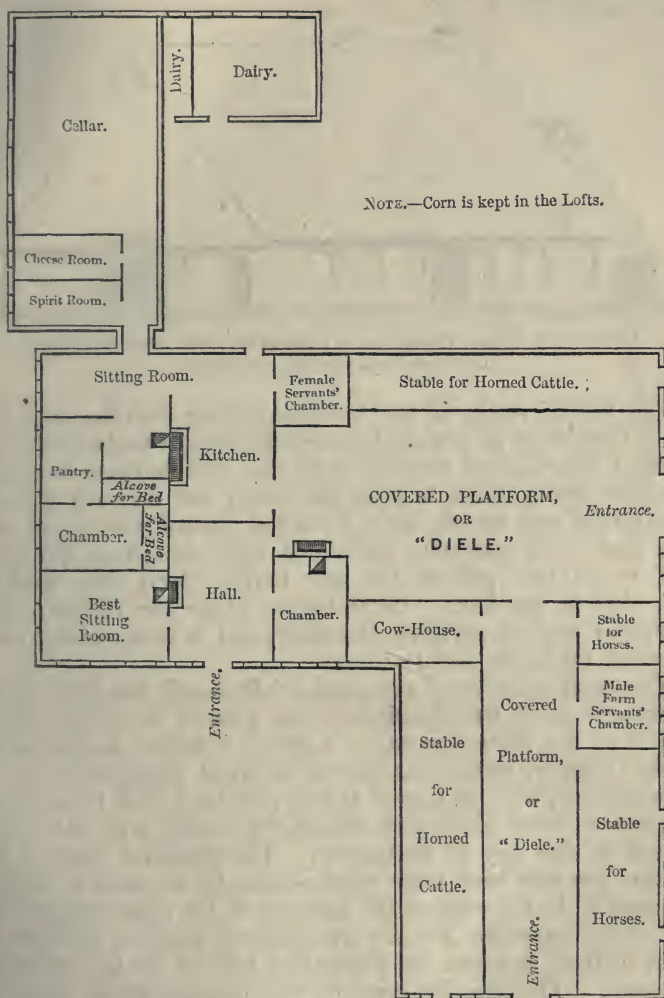 Dairy.
Dairy.
Cellar.
NOTE.—Corn is kept in the Lofts.
Cheese Room.
Spirit Room.
Sitting Room.
Female
Servants'
Chamber.
Stable for Horned Cattle.
Kitchen.
Pantry.
Alcove
for Bed
COVERED PLATFORM,
OR
"DIELE."
Entrance.
Chamber.
Alcove
for Bed
Best
Sitting
Room.
Hall.
Chamber.
Cow-House.
Stable
for
Horses.
Entrance.
Male
Farm
Servants'
Chamber.
Covered
Platform,
or
"Diele."
Entrance.
Stable
for
Horned
Cattle.
Stable
for
Horses.